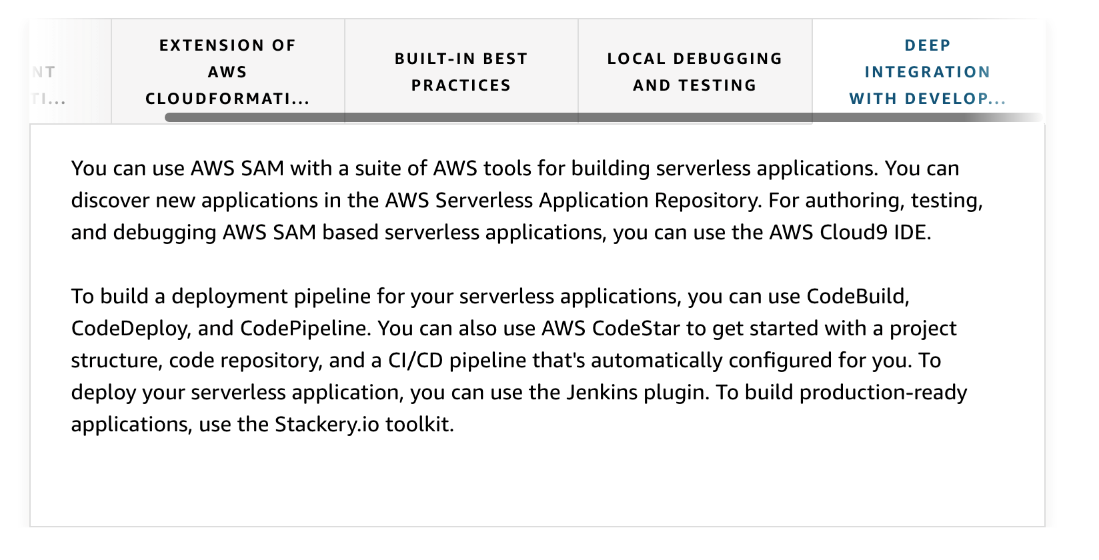 NT
TI...
EXTENSION OF
AWS
CLOUDFORMATI...
BUILT-IN BEST
PRACTICES
LOCAL DEBUGGING
AND TESTING
DEEP
INTEGRATION
WITH DEVELOP...
You can use AWS SAM with a suite of AWS tools for building serverless applications. You can
discover new applications in the AWS Serverless Application Repository. For authoring, testing,
and debugging AWS SAM based serverless applications, you can use the AWS Cloud9 IDE.
To build a deployment pipeline for your serverless applications, you can use CodeBuild,
CodeDeploy, and CodePipeline. You can also use AWS CodeStar to get started with a project
structure, code repository, and a CI/CD pipeline that's automatically configured for you. To
deploy your serverless application, you can use the Jenkins plugin. To build production-ready
applications, use the Stackery.io toolkit.